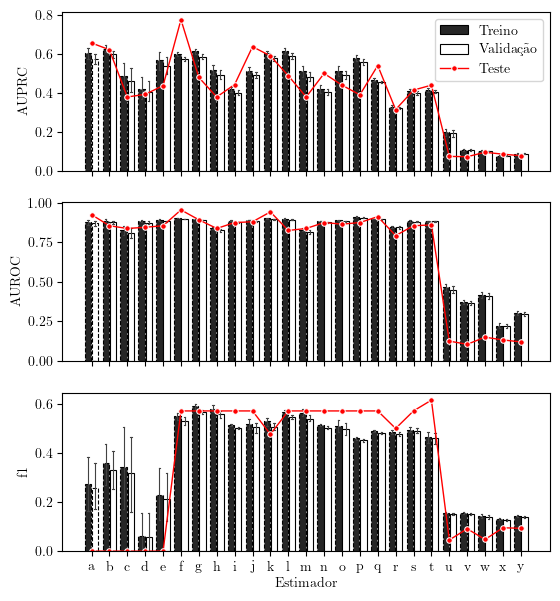 0.8
0.6
0.4
0.2
0.0
AUPRC
Treino
Validação
Teste
1.00
0.75
0.50
0.25
0.00
AUROC
0.6
0.4
0.2
0.0
f1
a b c d e f g h i j k l m n o p q r s t u v w x y
Estimador